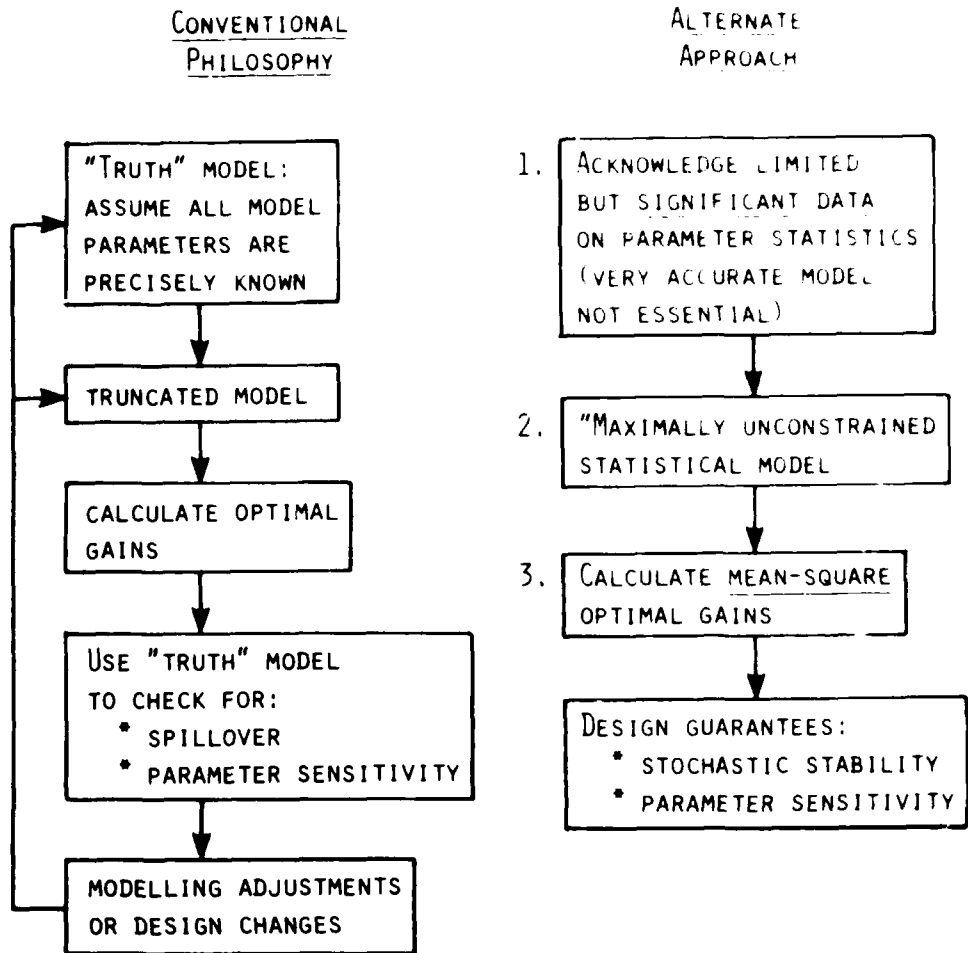 CONVENTIONAL
PHILOSOPHY
"TRUTH" MODEL:
ASSUME ALL MODEL
PARAMETERS ARE
PRECISELY KNOWN
TRUNCATED MODEL
CALCULATE OPTIMAL
GAINS
USE "TRUTH" MODEL
TO CHECK FOR:
* SPILLOVER
* PARAMETER SENSITIVITY
MODELLING ADJUSTMENTS
OR DESIGN CHANGES
ALTERNATE
APPROACH
1. ACKNOWLEDGE LIMITED
BUT SIGNIFICANT DATA
ON PARAMETER STATISTICS
(VERY ACCURATE MODEL
NOT ESSENTIAL)
2. "MAXIMALLY UNCONSTRAINED
STATISTICAL MODEL
3. CALCULATE MEAN-SQUARE
OPTIMAL GAINS
DESIGN GUARANTEES:
* STOCHASTIC STABILITY
* PARAMETER SENSITIVITY